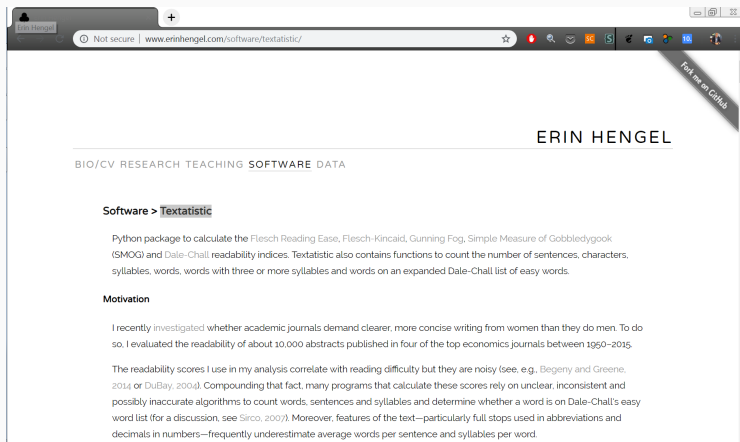 Erin Hengel
Not secure | www.erinhengel.com/software/textatistic/
SC
S
10,
Fork me on GitHub
ERIN HENGEL
BIO/CV RESEARCH TEACHING SOFTWARE DATA
Software > Textatistic
Python package to calculate the Flesch Reading Ease, Flesch-Kincaid, Gunning Fog, Simple Measure of Gobbledygook
(SMOG) and Dale-Chall readability indices. Textatistic also contains functions to count the number of sentences, characters,
syllables, words, words with three or more syllables and words on an expanded Dale-Chall list of easy words.
Motivation
I recently investigated whether academic journals demand clearer, more concise writing from women than they do men. To do
so, I evaluated the readability of about 10,000 abstracts published in four of the top economics journals between 1950–2015.
The readability scores I use in my analysis correlate with reading difficulty but they are noisy (see, e.g., Begeny and Greene,
2014 or DuBay, 2004). Compounding that fact, many programs that calculate these scores rely on unclear, inconsistent and
possibly inaccurate algorithms to count words, sentences and syllables and determine whether a word is on Dale-Chall's easy
word list (for a discussion, see Sirco, 2007). Moreover, features of the text—particularly full stops used in abbreviations and
decimals in numbers—frequently underestimate average words per sentence and syllables per word.